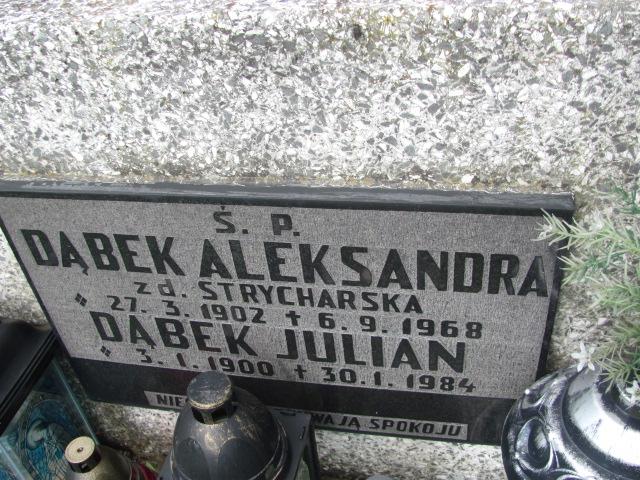 Ś. P.
DĄBEK ALEKSANDRA
zd. STRYCHARSKA
* 27. 3. 1902 † 6. 9. 1968
DĄBEK JULIAN
* 3. 1. 1900 † 30. 1. 1984
SPOKOJU